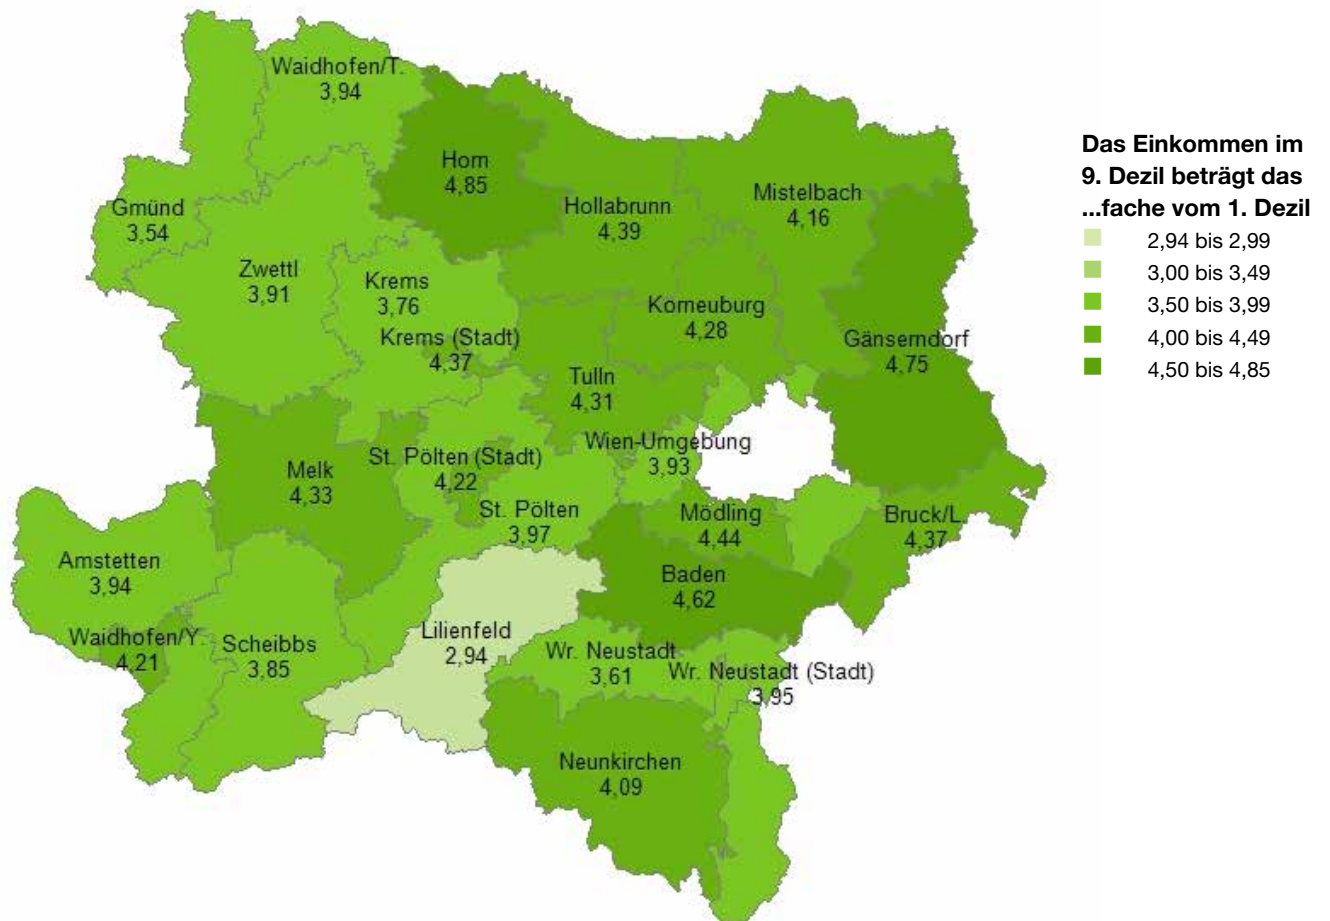 Waidhofen/T.
3,94
Horn
4,85
Gmünd
3,54
Hollabrunn
4,39
Mistelbach
4,16
Zwettl
3,91
Krems
3,76
Krems (Stadt)
4,37
Korneuburg
4,28
Gänserndorf
4,75
Tulln
4,31
Wien-Umgebung
3,93
Melk
4,33
St. Pölten (Stadt)
4,22
St. Pölten
3,97
Mödling
4,44
Bruck/L.
4,37
Amstetten
3,94
Baden
4,62
Waidhofen/Y.
4,21
Scheibbs
3,85
Lilienfeld
2,94
Wr. Neustadt
3,61
Wr. Neustadt (Stadt)
3,95
Neunkirchen
4,09
Das Einkommen im
9. Dezil beträgt das
...fache vom 1. Dezil
2,94 bis 2,99
3,00 bis 3,49
3,50 bis 3,99
4,00 bis 4,49
4,50 bis 4,85